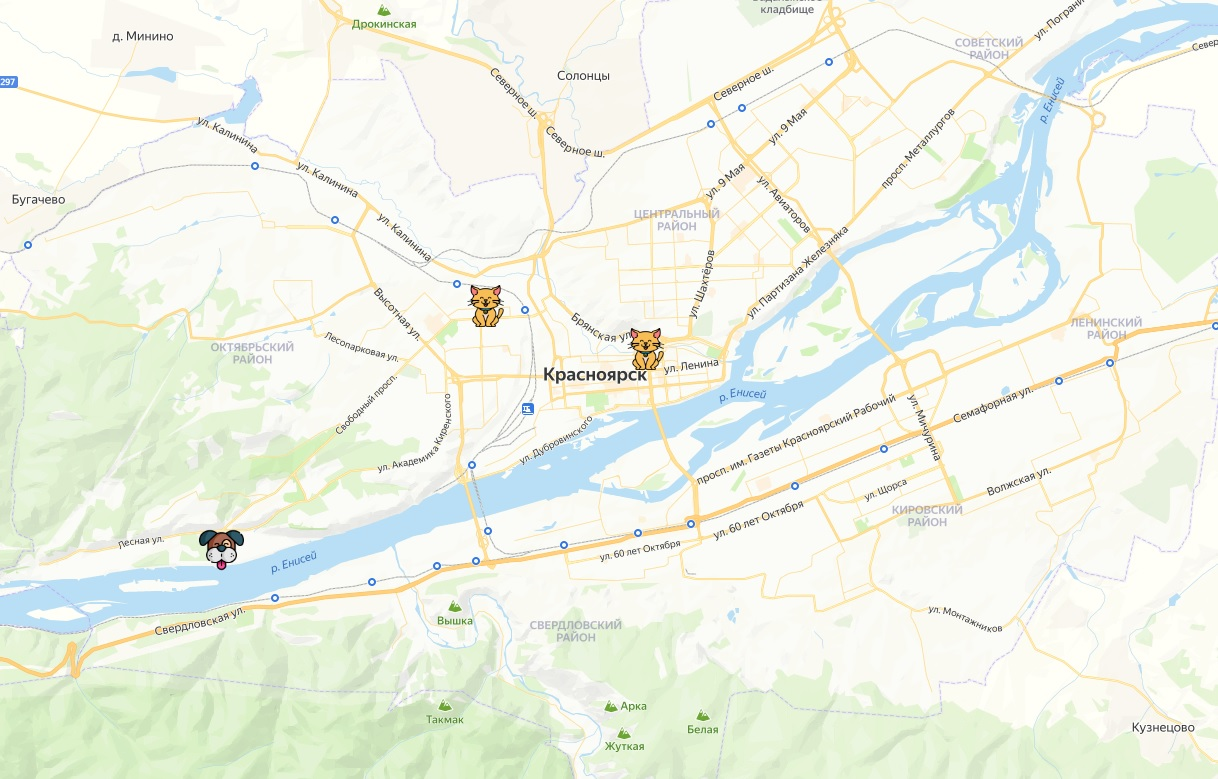 кладбище
Дрокинская
д. Минино
ул. Пограни
СОВЕТСКИЙ
РАЙОН
Север
Солонцы
297
Северное ш.
Северное ш.
р. Енисей
ул. Калинина
ул. 9 Мая
просп. Металлургов
Северное ш.
ул. Калинина
ул. 9 Мая
ул. Авиаторов
Бугачево
ЦЕНТРАЛЬНЫЙ
РАЙОН
ул. Калинина
ул. Партизана Железняка
ул. Шахтёров
Высотная ул.
Брянская ул.
ЛЕНИНСКИЙ
РАЙОН
Лесопарковая ул.
ОКТЯБРЬСКИЙ
РАЙОН
ул. Ленина
Красноярск
Свободный просп.
р. Енисей
ул. Академика Киренского
ул. Дубровинского
просп. им. Газеты Красноярский Рабочий
ул. Мичурина
Семафорная ул.
Волжская ул.
ул. Щорса
КИРОВСКИЙ
РАЙОН
ул. 60 лет Октября
Лесная ул.
р. Енисей
ул. 60 лет Октября
Свердловская ул.
Вышка
СВЕРДЛОВСКИЙ
РАЙОН
ул. Монтажников
Такмак
Арка
Белая
Жуткая
Кузнецово